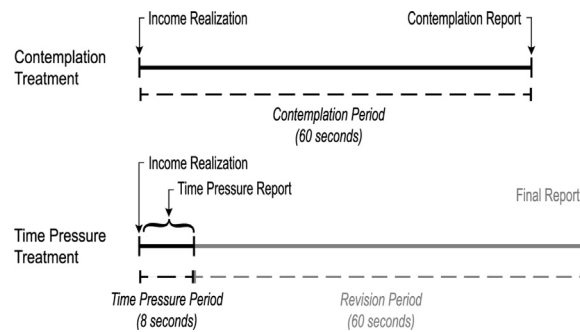 Income Realization
Contemplation Report
Contemplation
Treatment
Contemplation Period
(60 seconds)
Income Realization
Time Pressure Report
Final Report
Time Pressure
Treatment
Time Pressure Period
(8 seconds)
Revision Period
(60 seconds)